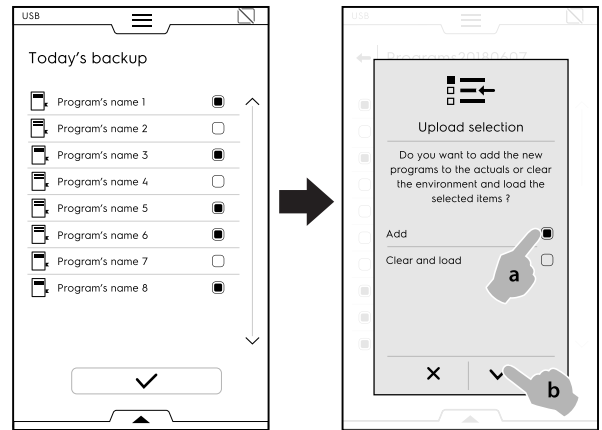 USB
Today's backup
Program's name 1
Program's name 2
Program's name 3
Program's name 4
Program's name 5
Program's name 6
Program's name 7
Program's name 8
USB
Programs20180607
Upload selection
Do you want to add the new
programs to the actuals or clear
the environment and load the
selected items ?
Add
Clear and load
a
b